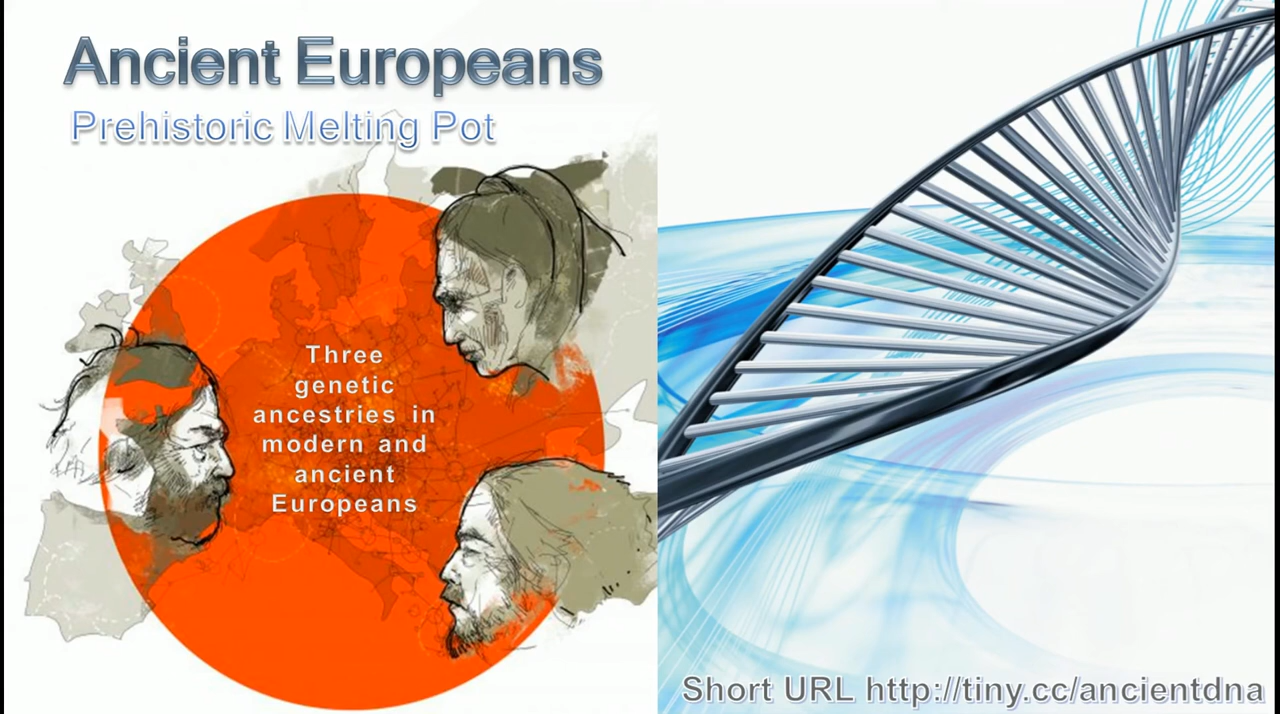 Ancient Europeans
Prehistoric Melting Pot
Three
genetic
ancestries in
modern and
ancient
Europeans
Short URL http://tiny.cc/ancientdna